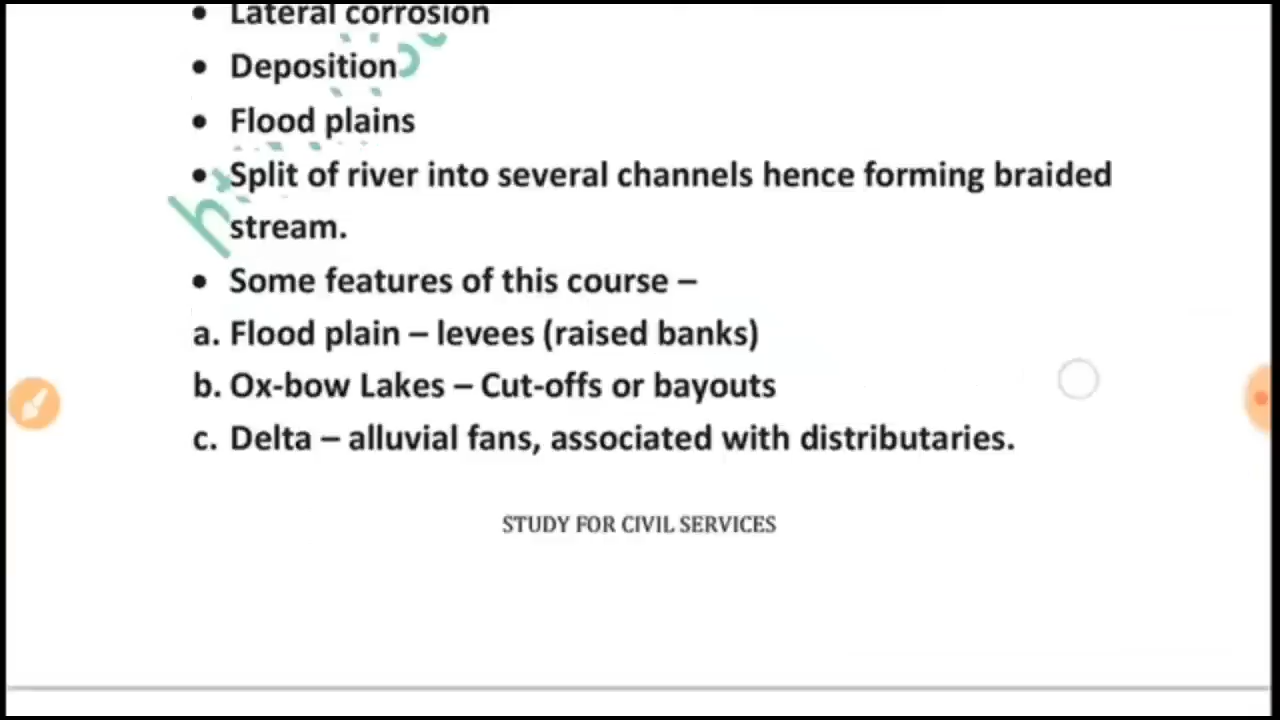 • Lateral corrosion
• Deposition
• Flood plains
• Split of river into several channels hence forming braided
stream.
• Some features of this course –
a. Flood plain – levees (raised banks)
b. Ox-bow Lakes – Cut-offs or bayouts
c. Delta – alluvial fans, associated with distributaries.
STUDY FOR CIVIL SERVICES